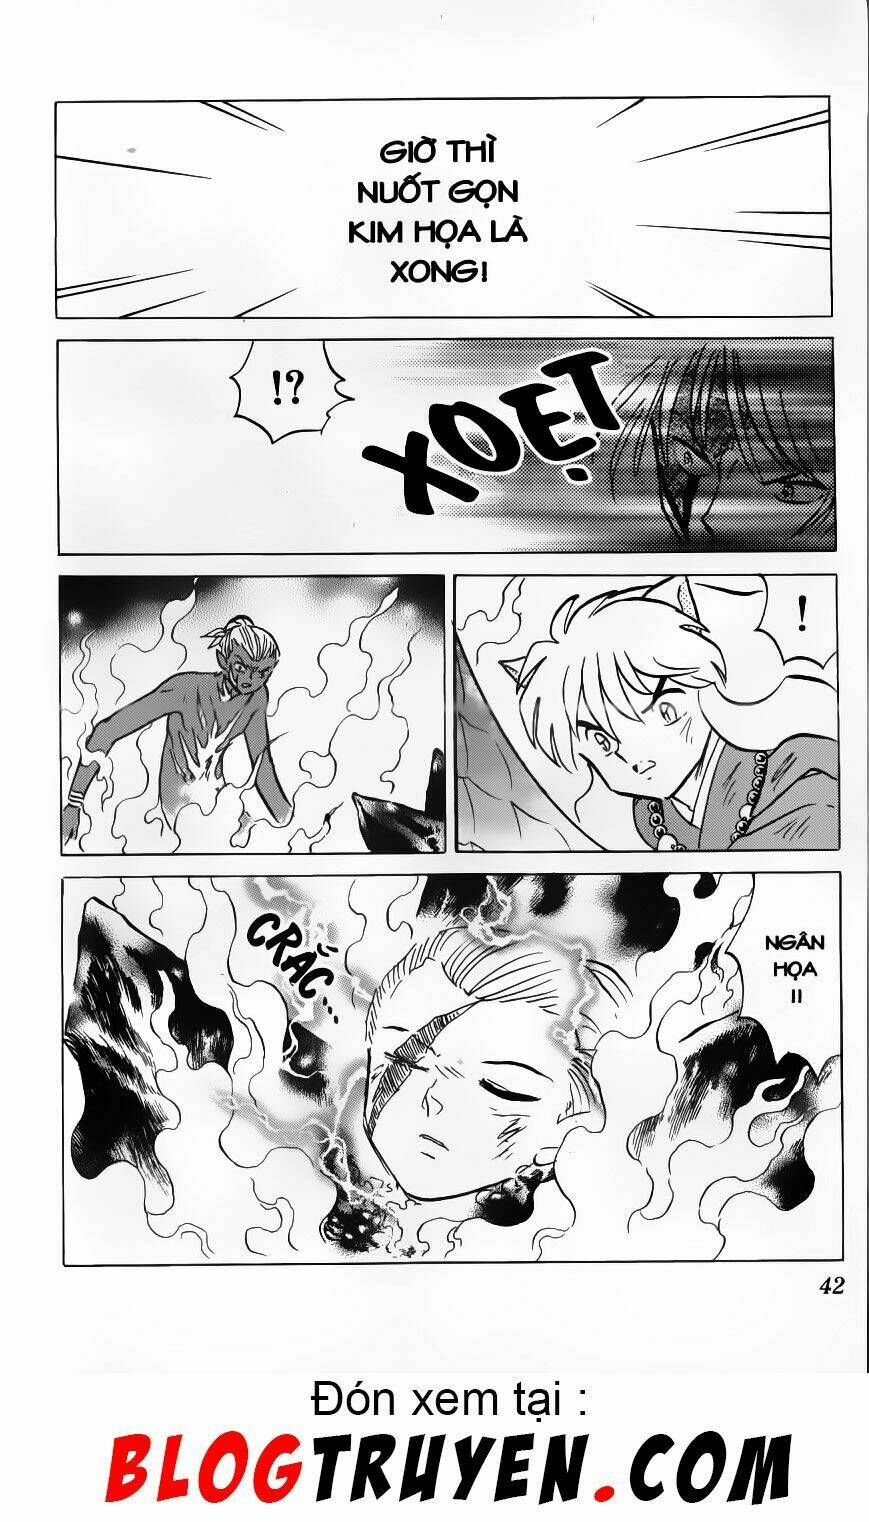 GIỜ THÌ
NUỐT GỌN
KIM HỌA LÀ
XONG!
!?
XOẸT
!
CRẮC...
NGÂN
HỌA
!!
42
Đón xem tại :
BLOGTRUYEN.COM